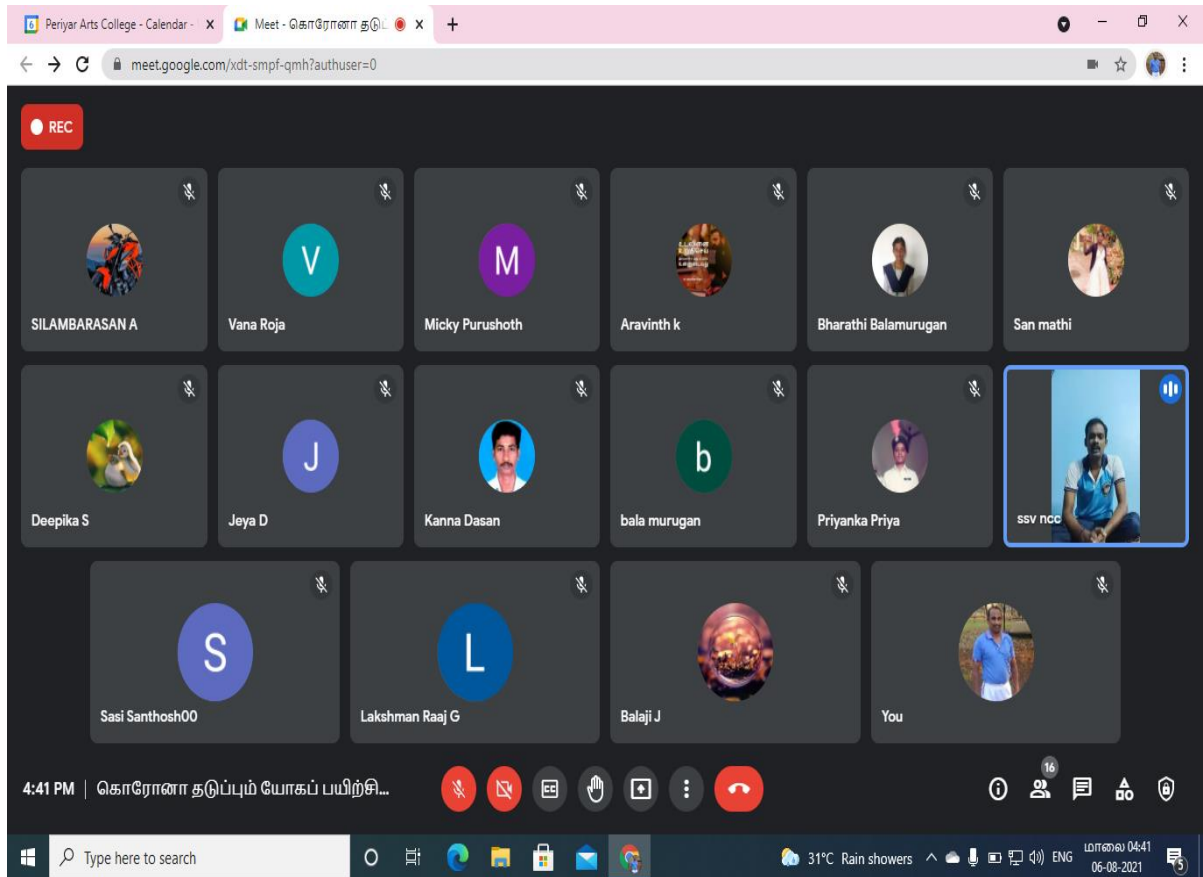 Periyar Arts College - Calendar -
Meet - கொரோனா தடுப்
meet.google.com/xdt-smpf-qmh?authuser=0
REC
SILAMBARASAN A
V
Vana Roja
M
Micky Purushoth
Aravinth k
Bharathi Balamurugan
San mathi
Deepika S
J
Jeya D
Kanna Dasan
b
bala murugan
Priyanka Priya
ssv ncc
S
Sasi Santhosh00
L
Lakshman Raaj G
Balaji J
You
4:41 PM | கொரோனா தடுப்பும் யோகப் பயிற்சி...
16
Type here to search
31°C Rain showers
ENG
மாலை 04:41
06-08-2021
5